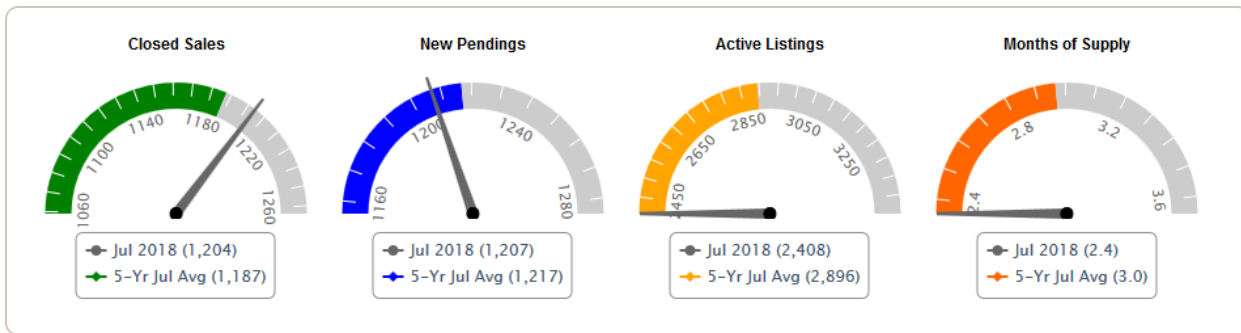 Closed Sales
1060
1100
1140
1180
1220
1260
Jul 2018 (1,204)
5-Yr Jul Avg (1,187)
New Pendings
1160
1200
1240
1280
Jul 2018 (1,207)
5-Yr Jul Avg (1,217)
Active Listings
2450
2650
2850
3050
3250
Jul 2018 (2,408)
5-Yr Jul Avg (2,896)
Months of Supply
2.4
2.8
3.2
3.6
Jul 2018 (2.4)
5-Yr Jul Avg (3.0)